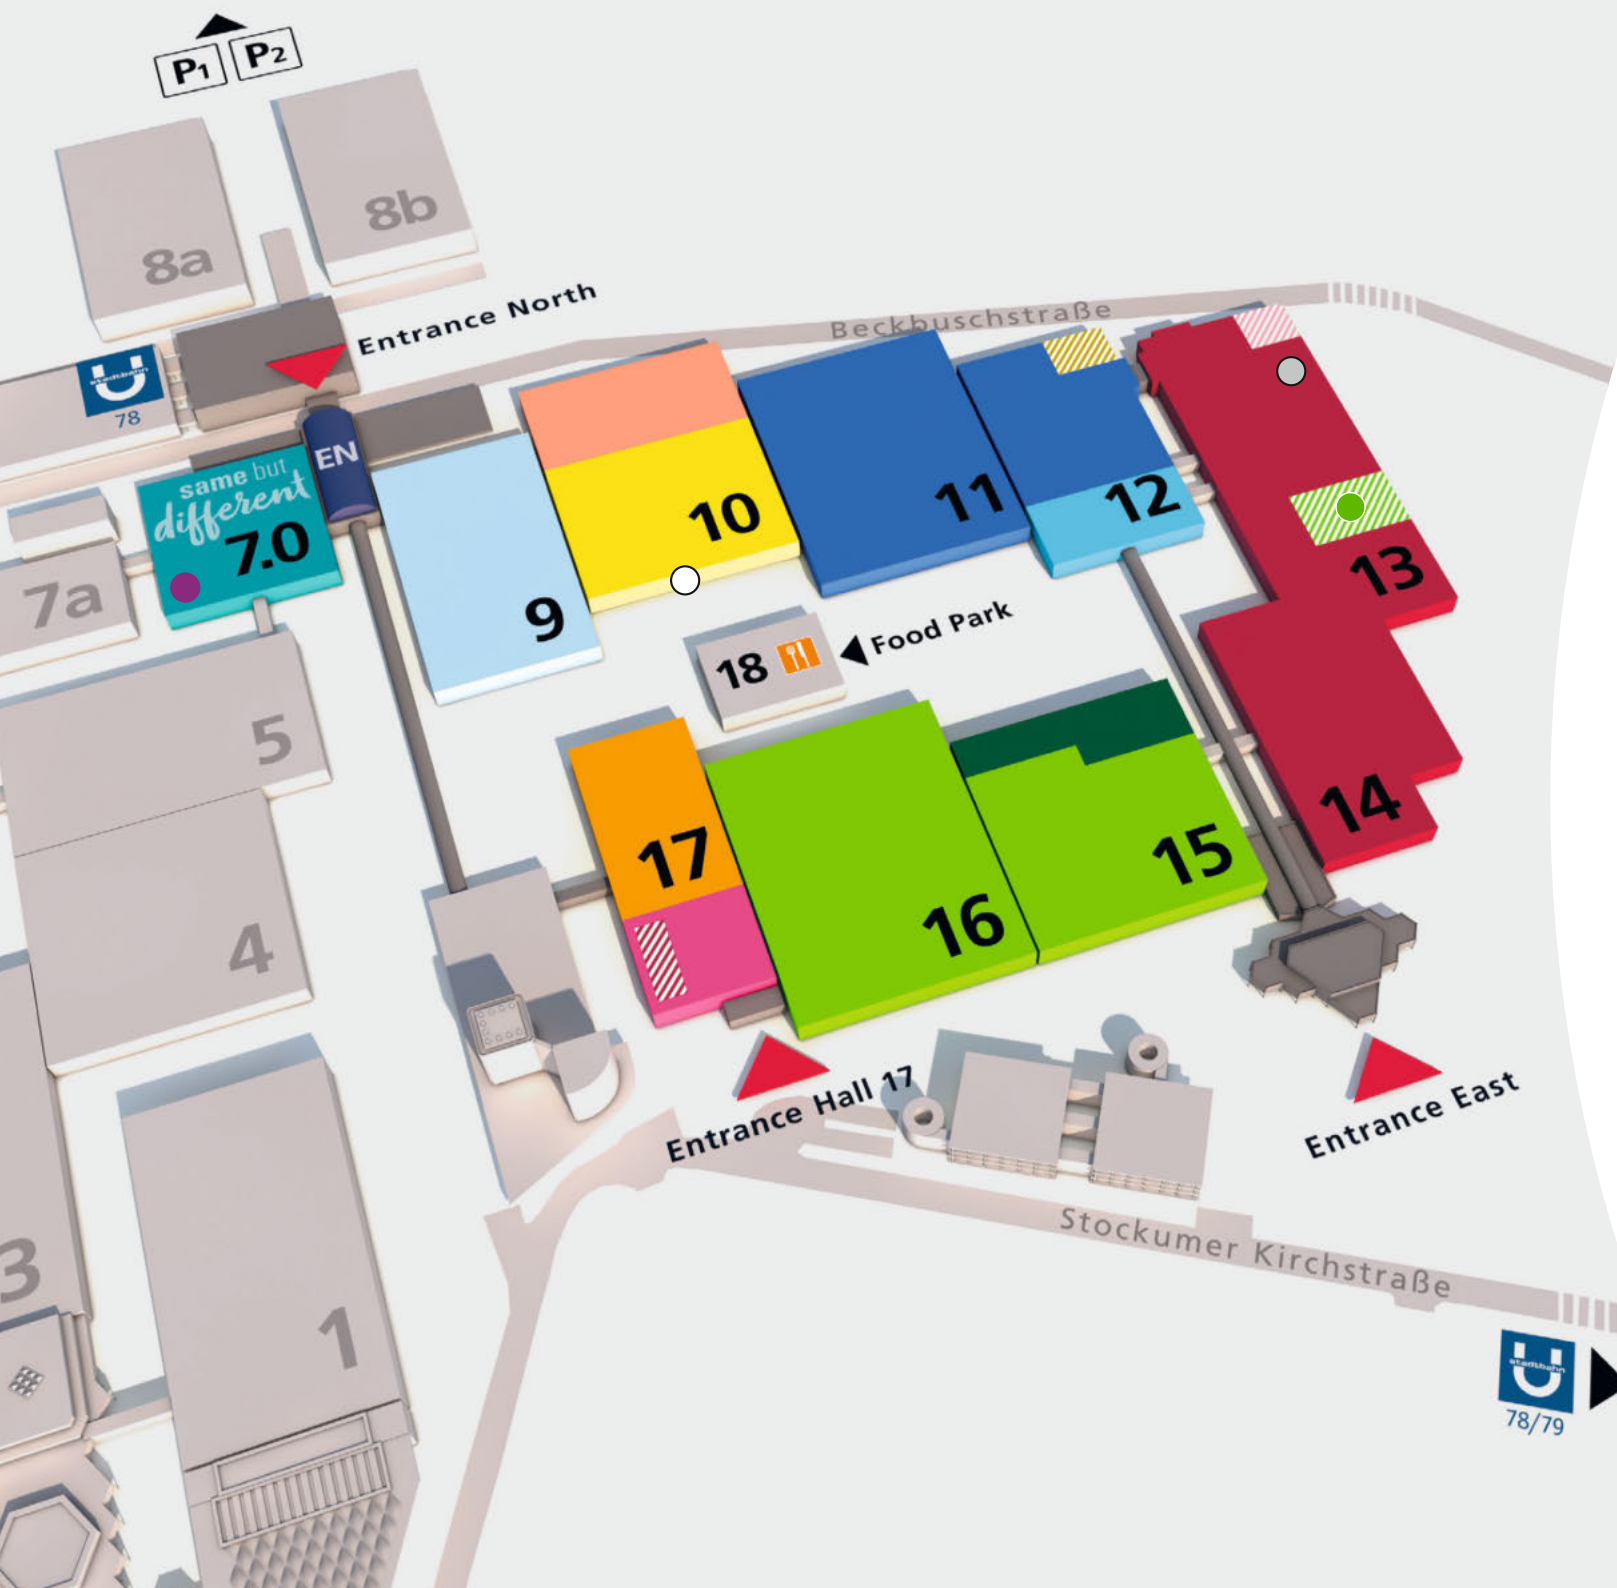 P1 P2
8b
8a
Entrance North
Beckbuschstraße
stadtbahn
78
EN
same but
different
7.0
10
11
12
13
7a
9
18
Food Park
5
17
14
15
16
4
Entrance Hall 17
Entrance East
Stockumer Kirchstraße
3
1
stadtbahn
78/79